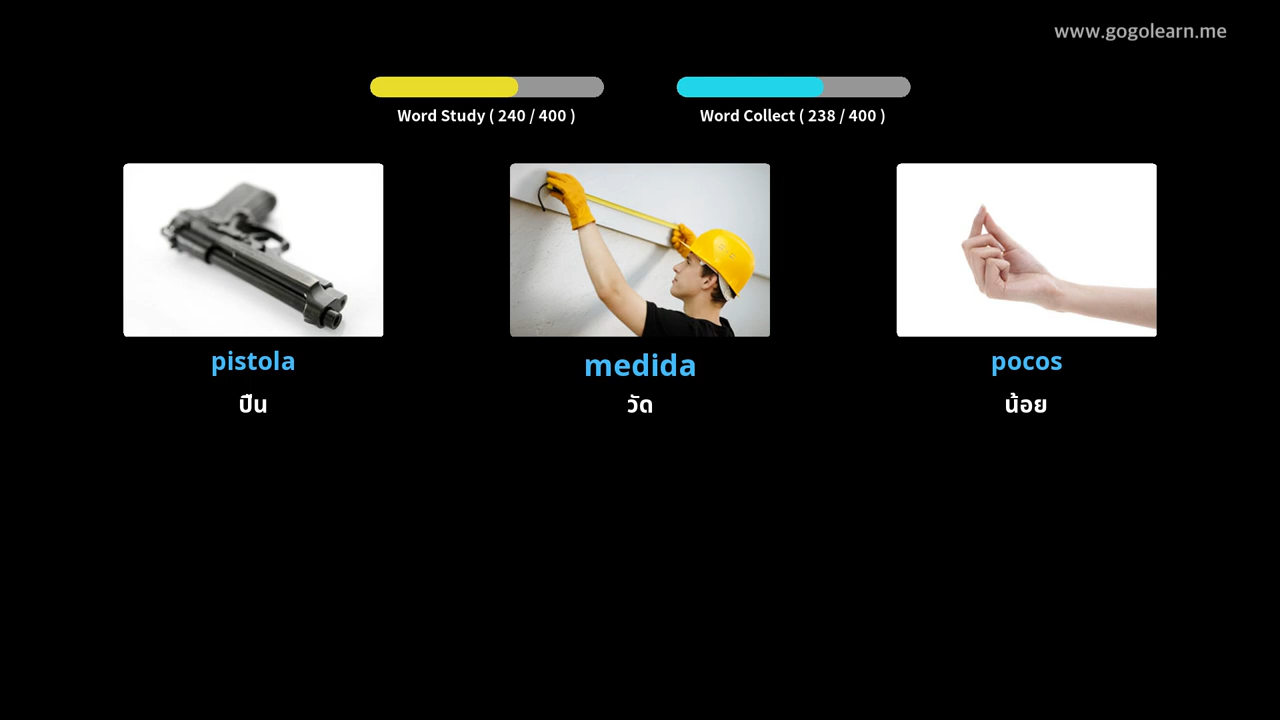 www.gogolearn.me
Word Study ( 240 / 400 )
Word Collect ( 238 / 400 )
pistola
medida
pocos
ปืน
วัด
น้อย